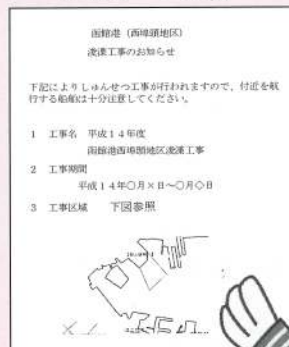 函館港（西埠頭地区）
浚渫工事のお知らせ
下記によりしゅんせつ工事が行われますので、付近を航
行する船舶は十分注意してください。
1 工事名 平成１４年度
函館港西埠頭地区浚渫工事
2 工事期間
平成１４年〇月×日～〇月◇日
3 工事区域 下図参照